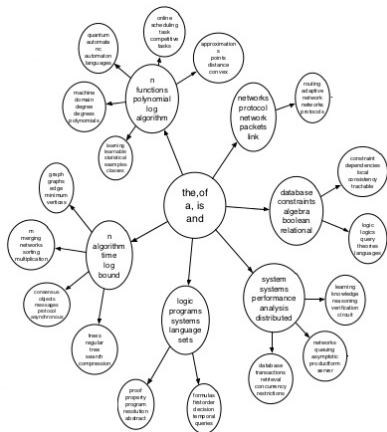 online
scheduling
task
competitive
tasks
quantum
automata
nc
automaton
languages
approximation
s
points
distance
convex
n
functions
polynomial
log
algorithm
machine
domain
degree
degrees
polynomials
learning
learnable
statistical
examples
classes
networks
protocol
network
packets
link
routing
adaptive
network
networks
protocols
the,of
a, is
and
database
constraints
algebra
boolean
relational
constraint
dependencies
local
consistency
tractable
logic
logics
query
theories
languages
graph
graphs
edge
minimum
vertices
n
algorithm
time
log
bound
m
merging
networks
sorting
multiplication
consensus
objects
messages
protocol
asynchronous
trees
regular
tree
search
compression
logic
programs
systems
language
sets
proof
property
program
resolution
abstract
formulas
firstorder
decision
temporal
queries
system
systems
performance
analysis
distributed
learning
knowledge
reasoning
verification
circuit
networks
queuing
asymptotic
productform
server
database
transactions
retrieval
concurrency
restrictions